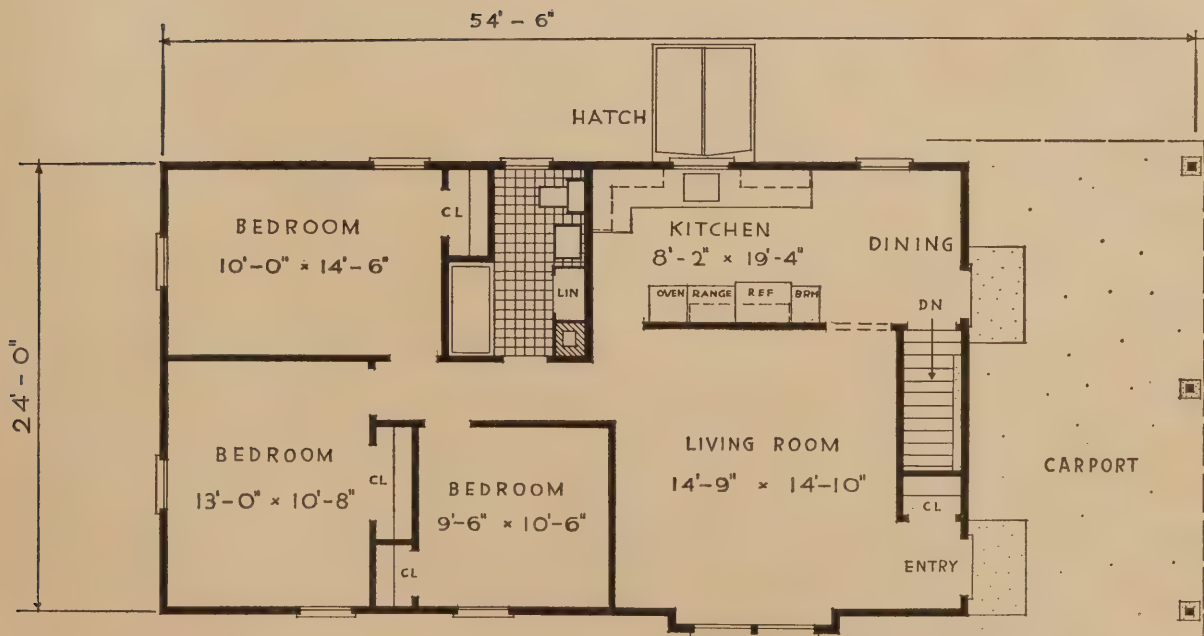 54' - 6"
HATCH
24' - 0"
BEDROOM
10'-0" × 14'-6"
CL
LIN
KITCHEN
8'-2" × 19'-4"
DINING
OVEN
RANGE
REF
BRM
DN
BEDROOM
13'-0" × 10'-8"
CL
BEDROOM
9'-6" × 10'-6"
CL
LIVING ROOM
14'-9" × 14'-10"
CL
ENTRY
CARPORT